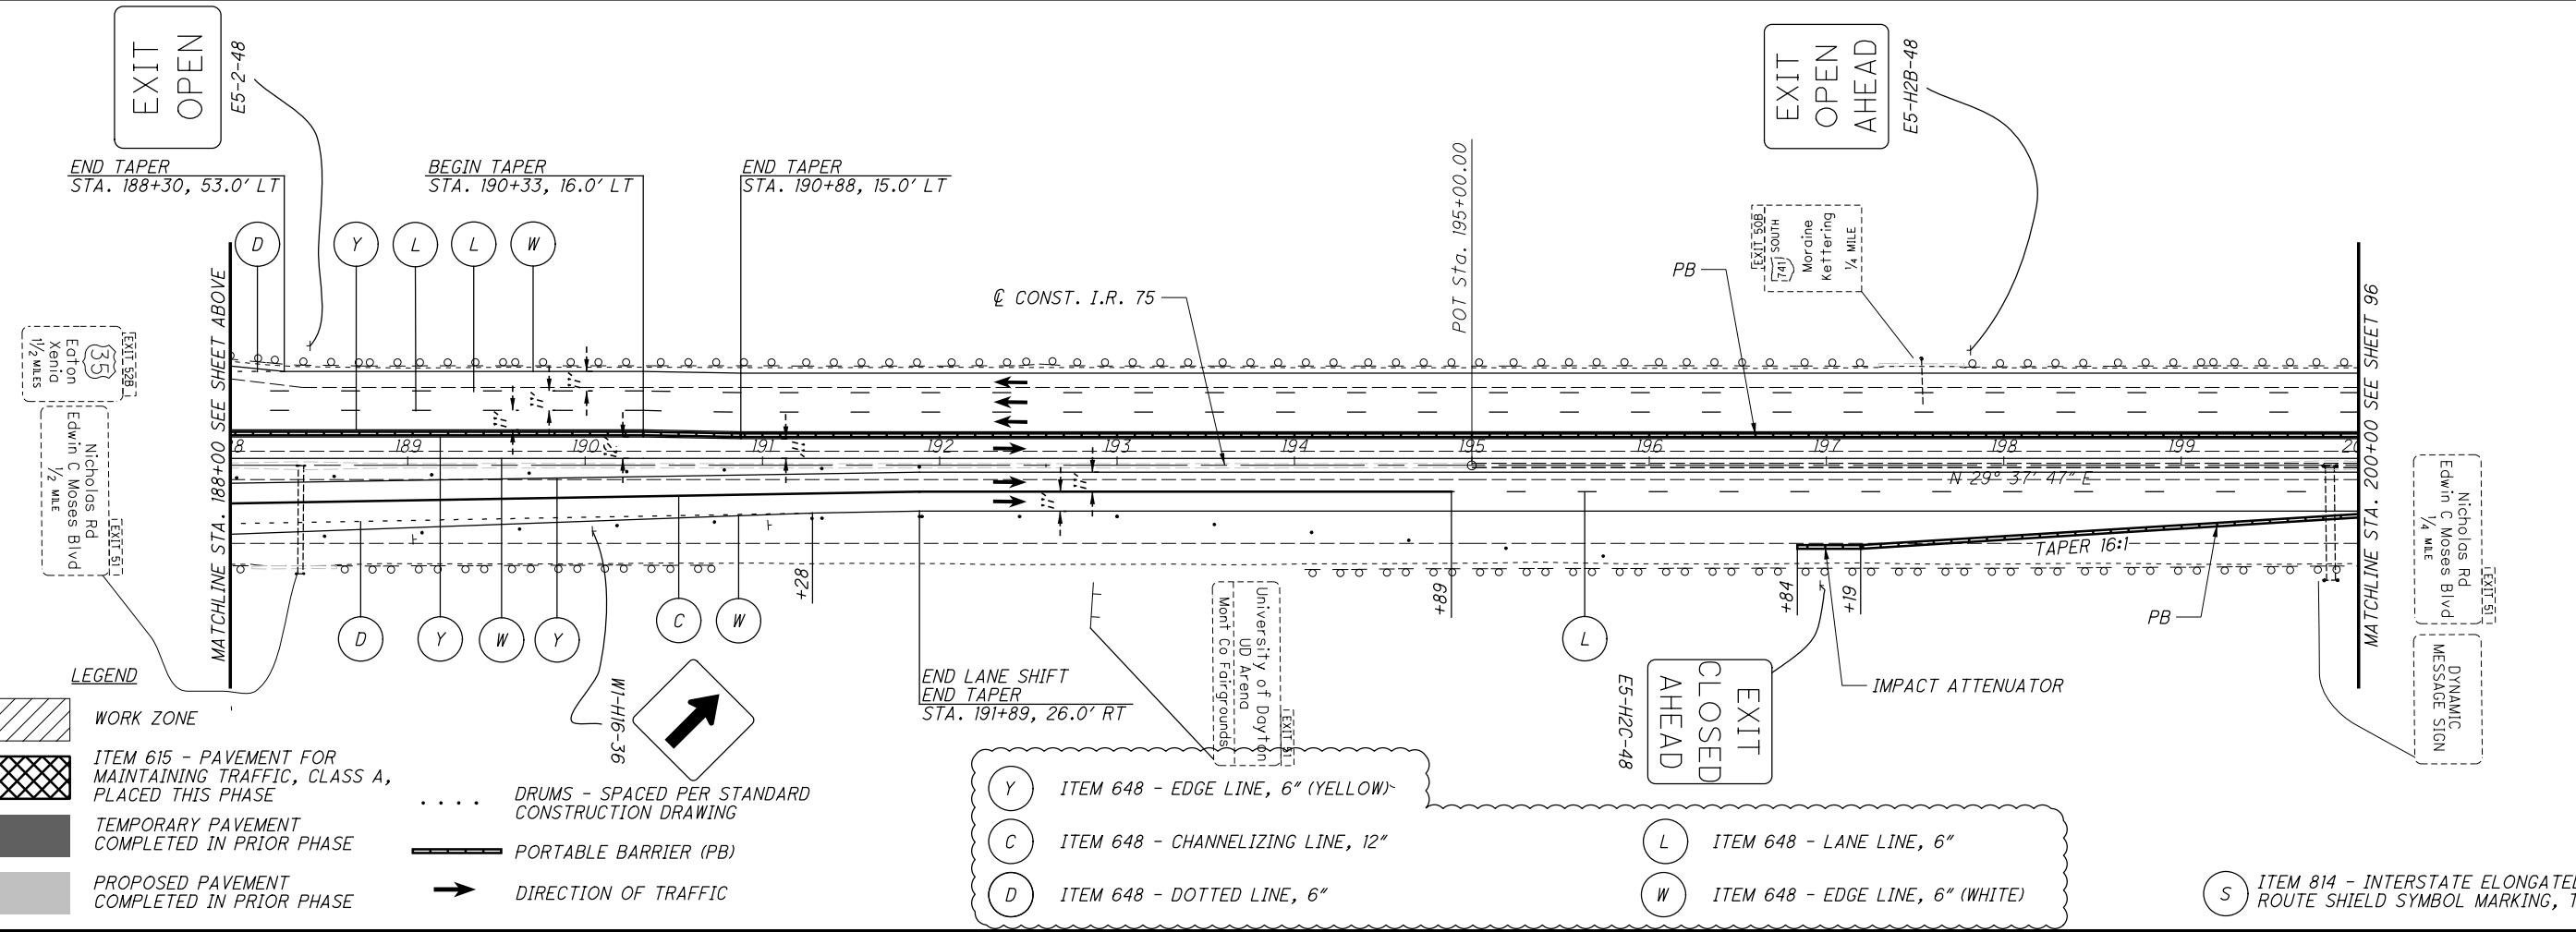 EXIT
OPEN
E5-2-48
EXIT
OPEN
AHEAD
E5-H2B-48
END TAPER
STA. 188+30, 53.0' LT
BEGIN TAPER
STA. 190+33, 16.0' LT
END TAPER
STA. 190+88, 15.0' LT
POT Sta. 195+00.00
EXIT 50B
741 SOUTH
Moraine
Kettering
1/4 MILE
D
Y
L
L
W
PB
℄ CONST. I.R. 75
MATCHLINE STA. 188+00 SEE SHEET ABOVE
MATCHLINE STA. 200+00 SEE SHEET 96
EXIT 52B
35
Eaton
Xenia
1 1/2 MILES
EXIT 51
Nicholas Rd
Edwin C Moses Blvd
1/2 MILE
8
189
190
191
192
193
194
195
196
197
198
199
20
N 29° 37' 47" E
TAPER 16:1
EXIT 51
Nicholas Rd
Edwin C Moses Blvd
1/4 MILE
DYNAMIC
MESSAGE SIGN
D
Y
W
Y
C
W
L
+28
+89
+84
+19
PB
IMPACT ATTENUATOR
W1-H16-36
END LANE SHIFT
END TAPER
STA. 191+89, 26.0' RT
EXIT 51
University of Dayton
UD Arena
Mont Co Fairgrounds
EXIT
CLOSED
AHEAD
E5-H2C-48
LEGEND
WORK ZONE
ITEM 615 - PAVEMENT FOR
MAINTAINING TRAFFIC, CLASS A,
PLACED THIS PHASE
TEMPORARY PAVEMENT
COMPLETED IN PRIOR PHASE
PROPOSED PAVEMENT
COMPLETED IN PRIOR PHASE
DRUMS - SPACED PER STANDARD
CONSTRUCTION DRAWING
PORTABLE BARRIER (PB)
DIRECTION OF TRAFFIC
Y ITEM 648 - EDGE LINE, 6" (YELLOW)
C ITEM 648 - CHANNELIZING LINE, 12"
D ITEM 648 - DOTTED LINE, 6"
L ITEM 648 - LANE LINE, 6"
W ITEM 648 - EDGE LINE, 6" (WHITE)
S ITEM 814 - INTERSTATE ELONGATE
ROUTE SHIELD SYMBOL MARKING, T